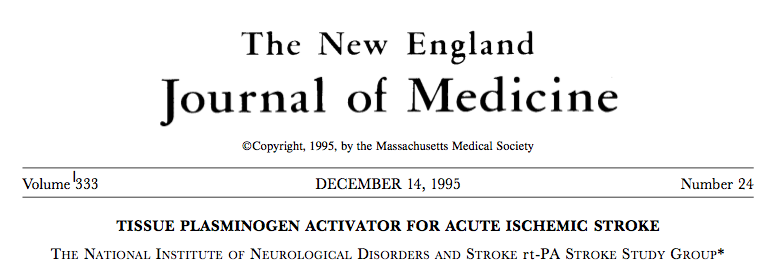 The New England
Journal of Medicine
©Copyright, 1995, by the Massachusetts Medical Society
Volume 333 DECEMBER 14, 1995 Number 24
TISSUE PLASMINOGEN ACTIVATOR FOR ACUTE ISCHEMIC STROKE
THE NATIONAL INSTITUTE OF NEUROLOGICAL DISORDERS AND STROKE rt-PA STROKE STUDY GROUP*